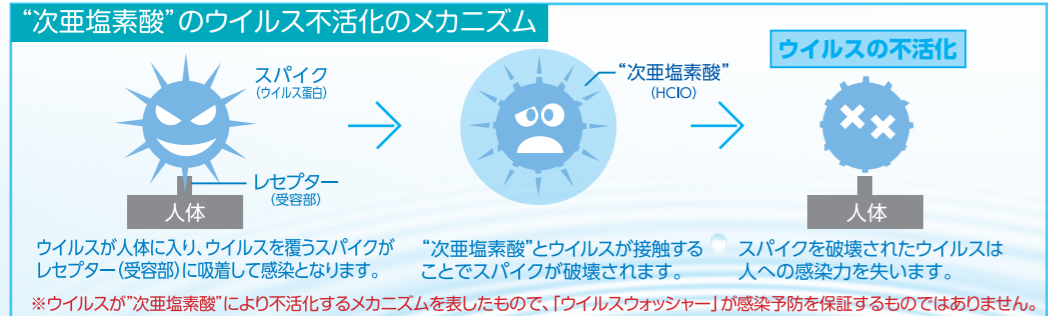 “次亜塩素酸”のウイルス不活化のメカニズム
スパイク
(ウイルス蛋白)
レセプター
(受容部)
人体
ウイルスが人体に入り、ウイルスを覆うスパイクが
レセプター(受容部)に吸着して感染となります。
“次亜塩素酸”
(HClO)
“次亜塩素酸”とウイルスが接触する
ことでスパイクが破壊されます。
ウイルスの不活化
人体
スパイクを破壊されたウイルスは
人への感染力を失います。
※ウイルスが”次亜塩素酸”により不活化するメカニズムを表したもので、「ウイルスウォッシャー」が感染予防を保証するものではありません。